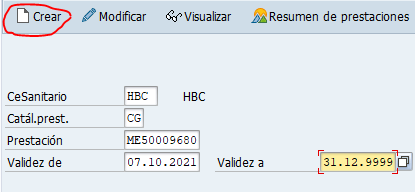 Crear Modificar Visualizar Resumen de prestaciones
CeSanitario HBC HBC
Catál.prest. CG
Prestación ME50009680
Validez de 07.10.2021 Validez a 31.12.9999